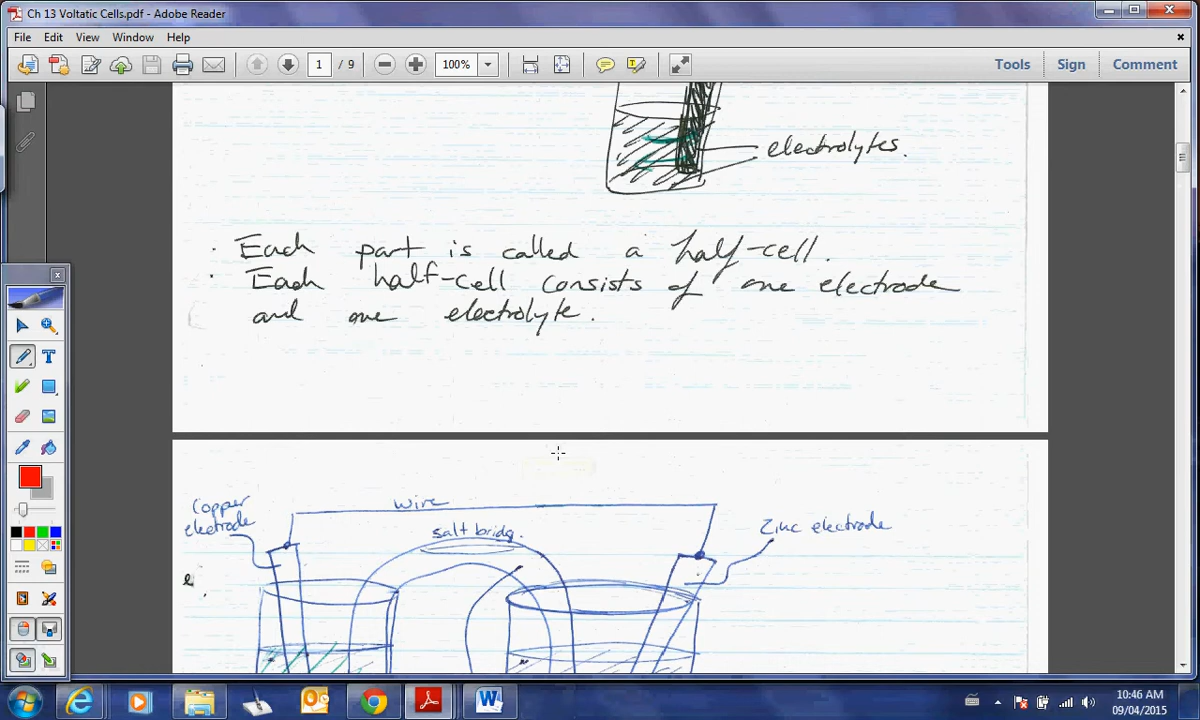 Ch 13 Voltatic Cells.pdf - Adobe Reader
File Edit View Window Help
1 / 9 100% Tools Sign Comment
electrolytes.
· Each part is called a half-cell.
· Each half-cell consists of one electrode
and one electrolyte.
Copper
electrode
wire
salt bridg.
Zinc electrode
10:46 AM
09/04/2015